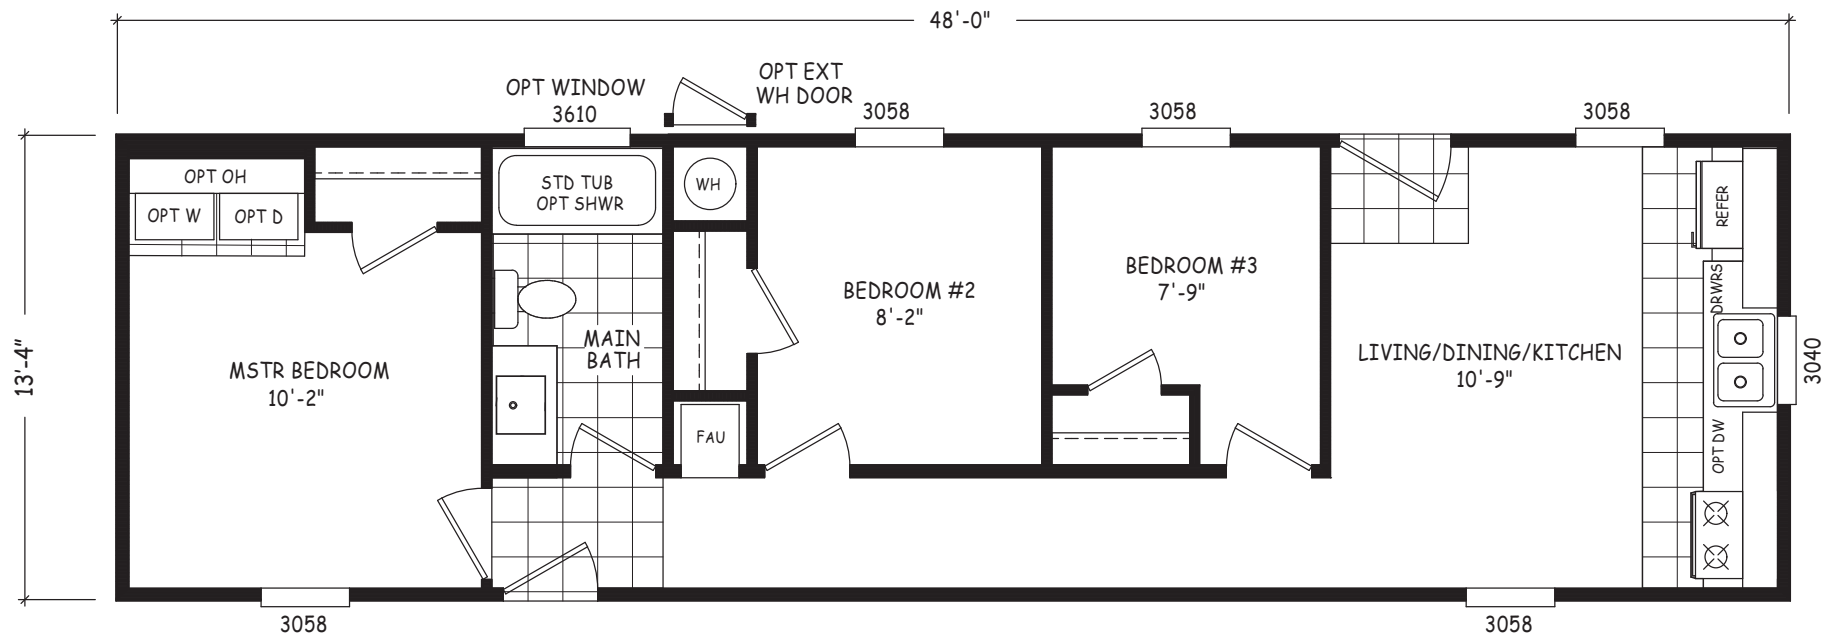 48'-0"
OPT EXT
WH DOOR
OPT WINDOW
3610
3058
3058
3058
OPT OH
OPT W
OPT D
STD TUB
OPT SHWR
WH
REFER
BEDROOM #2
8'-2"
BEDROOM #3
7'-9"
DRWRS
MAIN
BATH
MSTR BEDROOM
10'-2"
LIVING/DINING/KITCHEN
10'-9"
13'-4"
3040
FAU
OPT DW
3058
3058